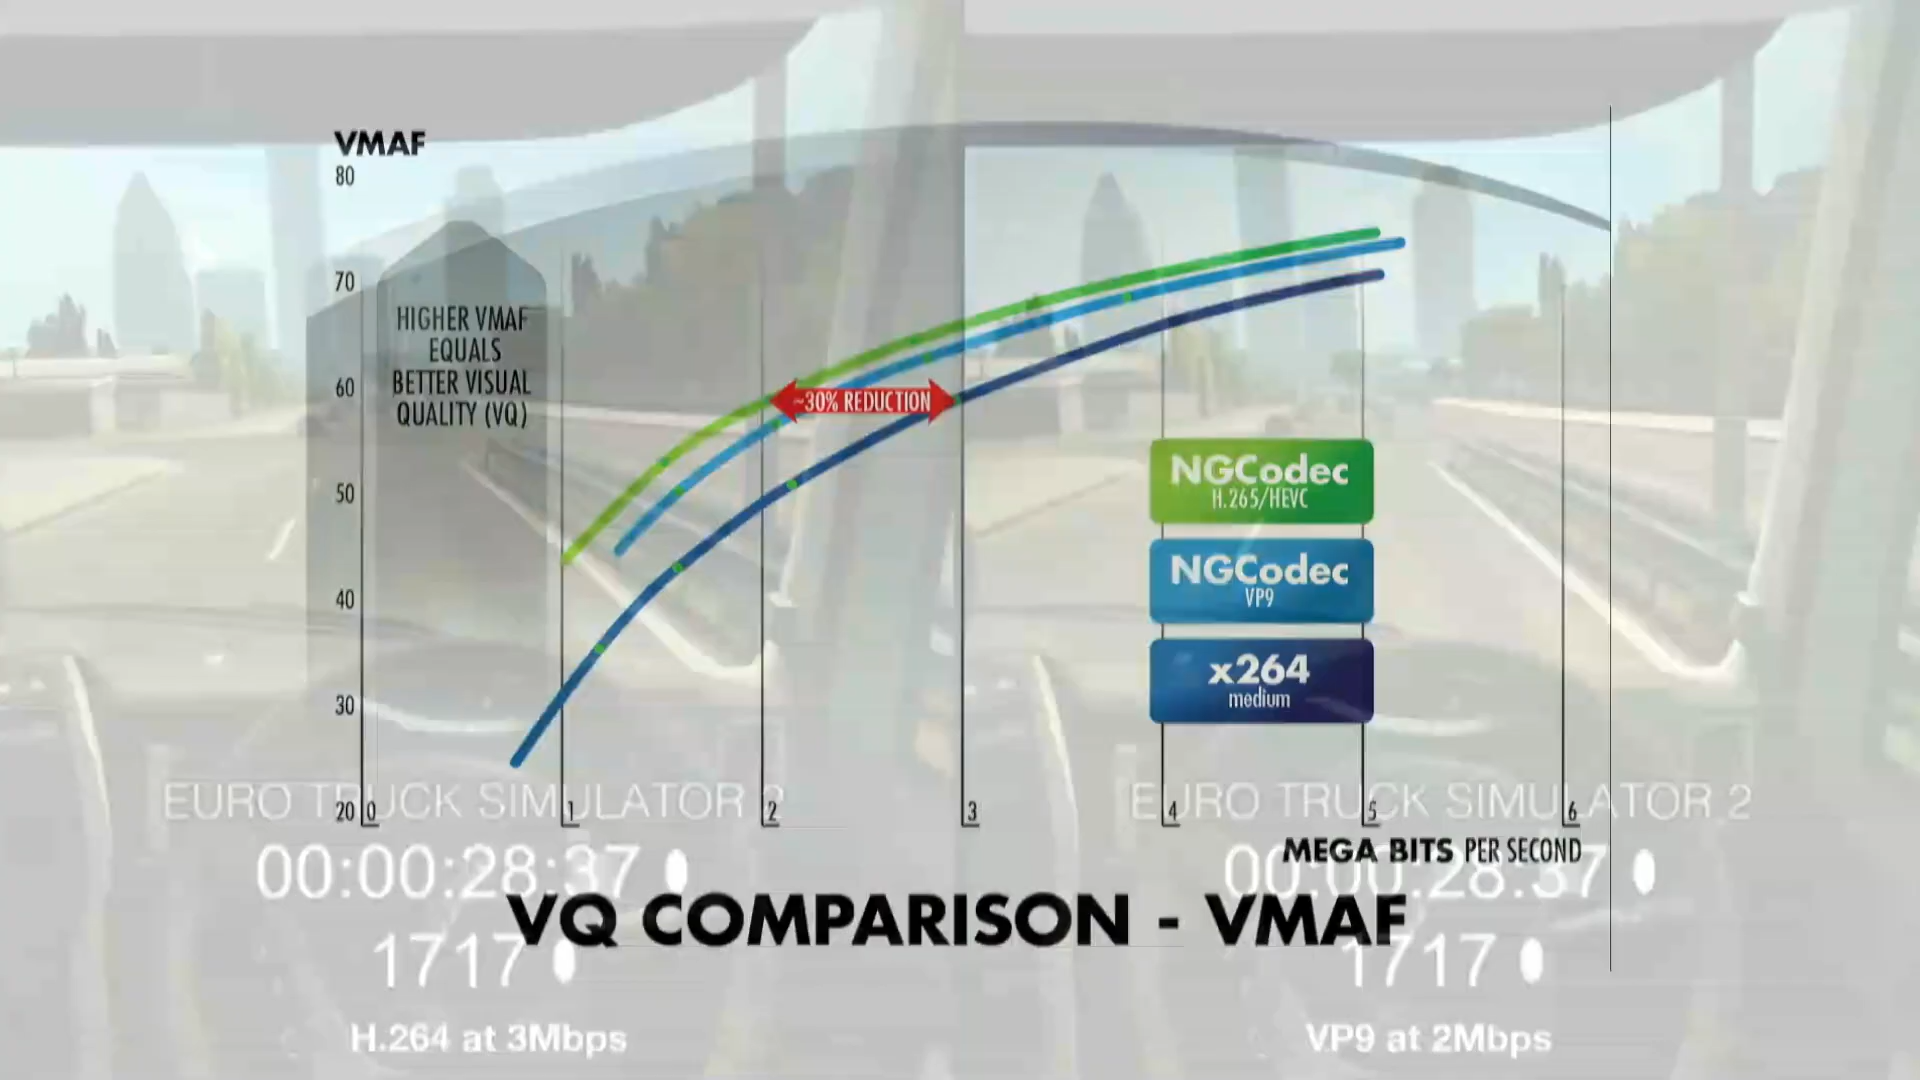 VMAF
80
70
60
50
40
30
20
HIGHER VMAF
EQUALS
BETTER VISUAL
QUALITY (VQ)
~30% REDUCTION
NGCodec
H.265/HEVC
NGCodec
VP9
x264
medium
0 1 2 3 4 5 6
MEGA BITS PER SECOND
EURO TRUCK SIMULATOR 2
00:00:28:37
1717
H.264 at 3Mbps
EURO TRUCK SIMULATOR 2
00:00:28:37
1717
VP9 at 2Mbps
VQ COMPARISON - VMAF